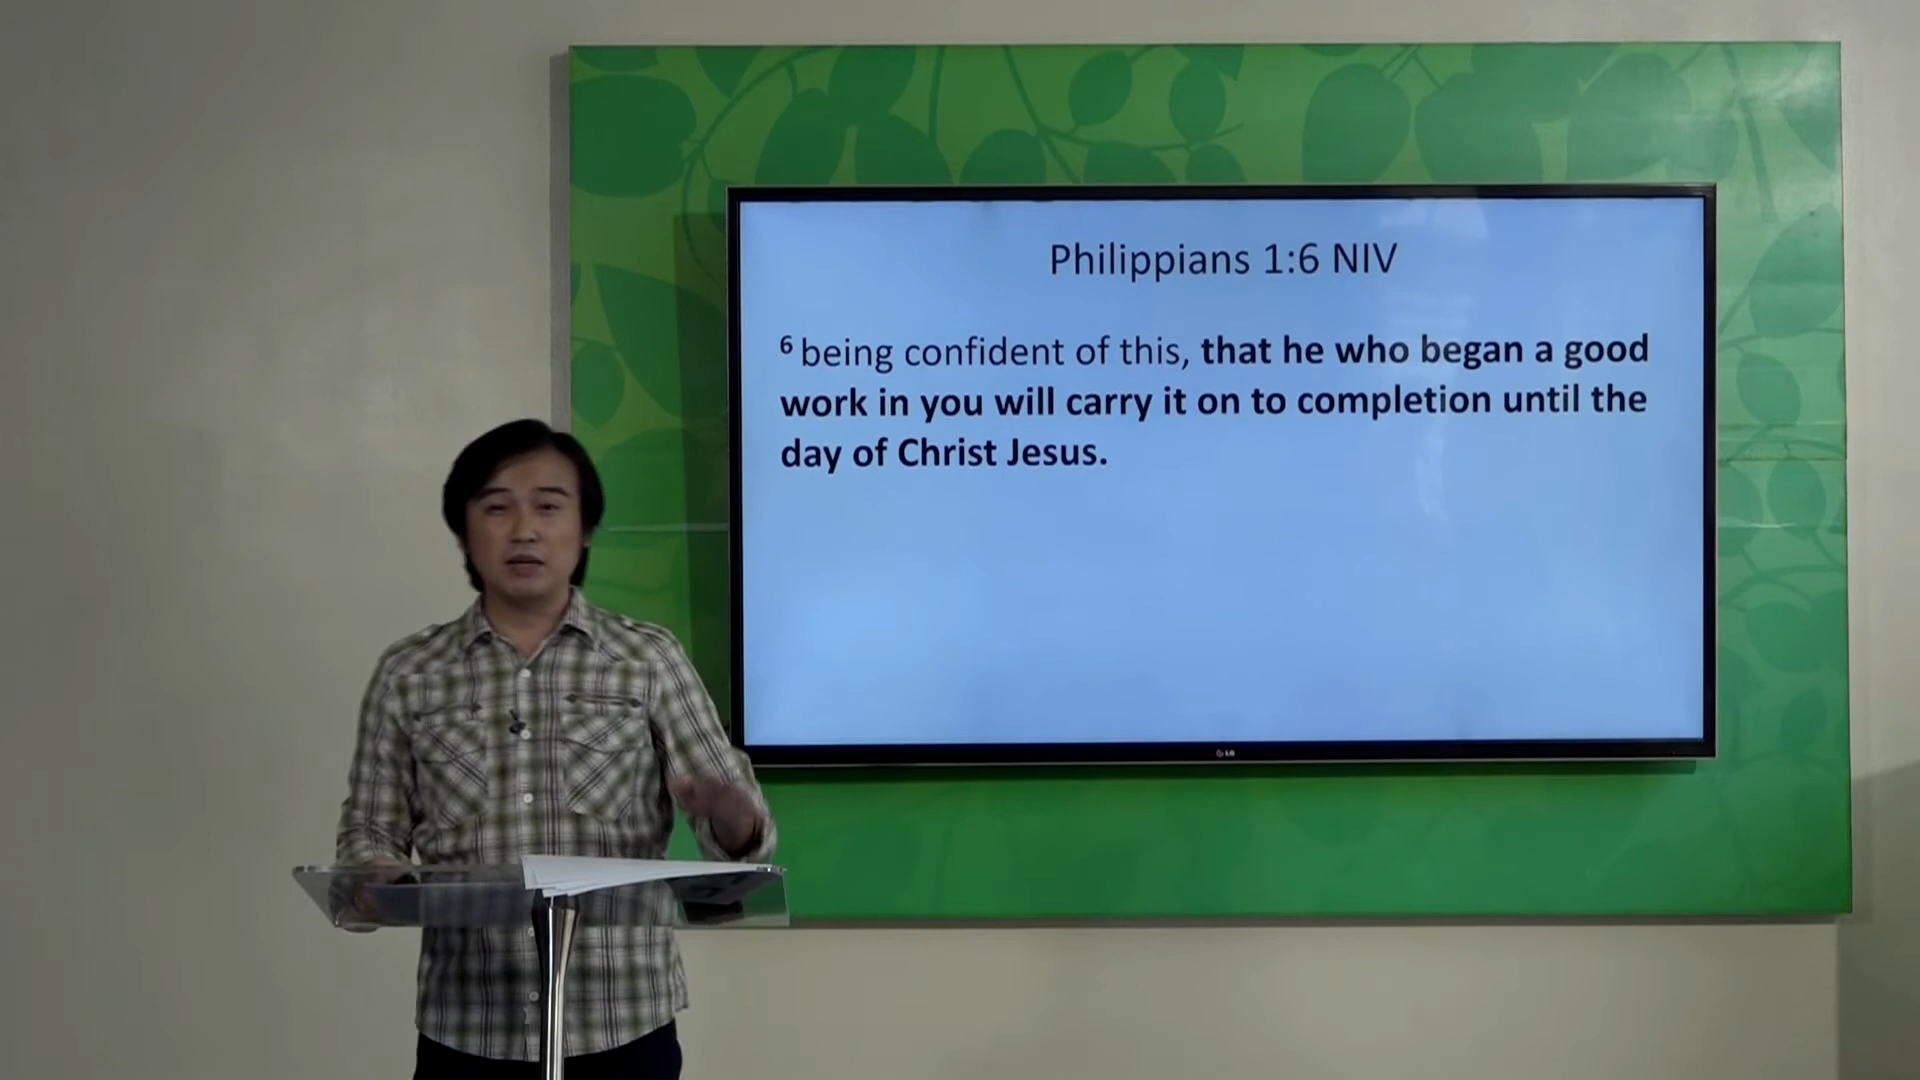 Philippians 1:6 NIV
6 being confident of this, that he who began a good
work in you will carry it on to completion until the
day of Christ Jesus.
LG